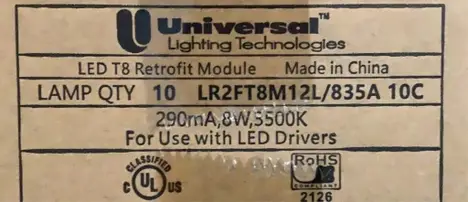 Universal™
Lighting Technologies
LED T8 Retrofit Module Made in China
LAMP QTY 10 LR2FT8M12L/835A 10C
290mA,8W,3500K
For Use with LED Drivers
CLASSIFIED
C UL US
RoHS
COMPLIANT
2126